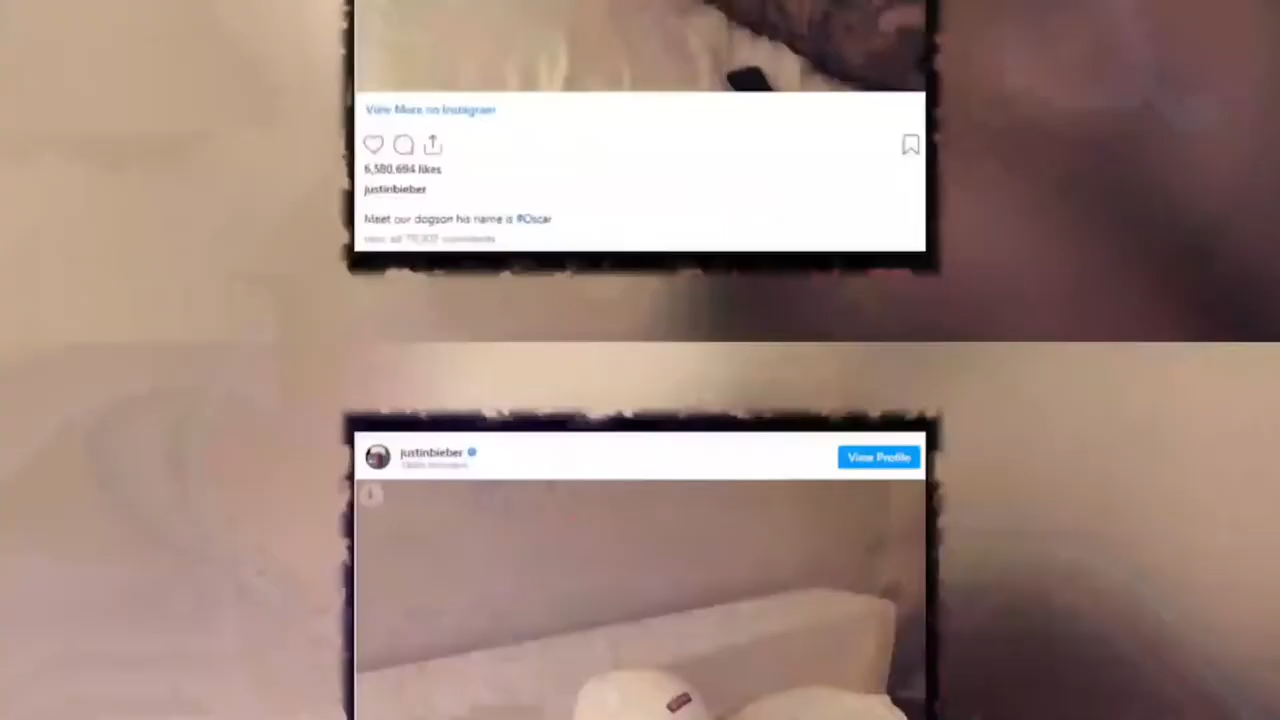 View More on Instagram
6,580,694 likes
justinbieber
Meet our dogson his name is #Oscar
justinbieber
View Profile